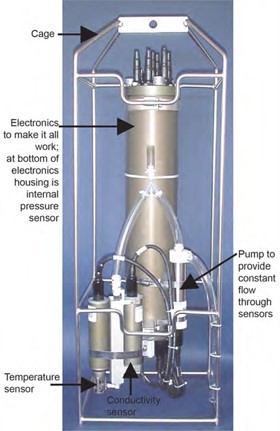 Cage
Electronics
to make it all
work;
at bottom of
electronics
housing is
internal
pressure
sensor
Pump to
provide
constant
flow
through
sensors
Temperature
sensor
Conductivity
sensor